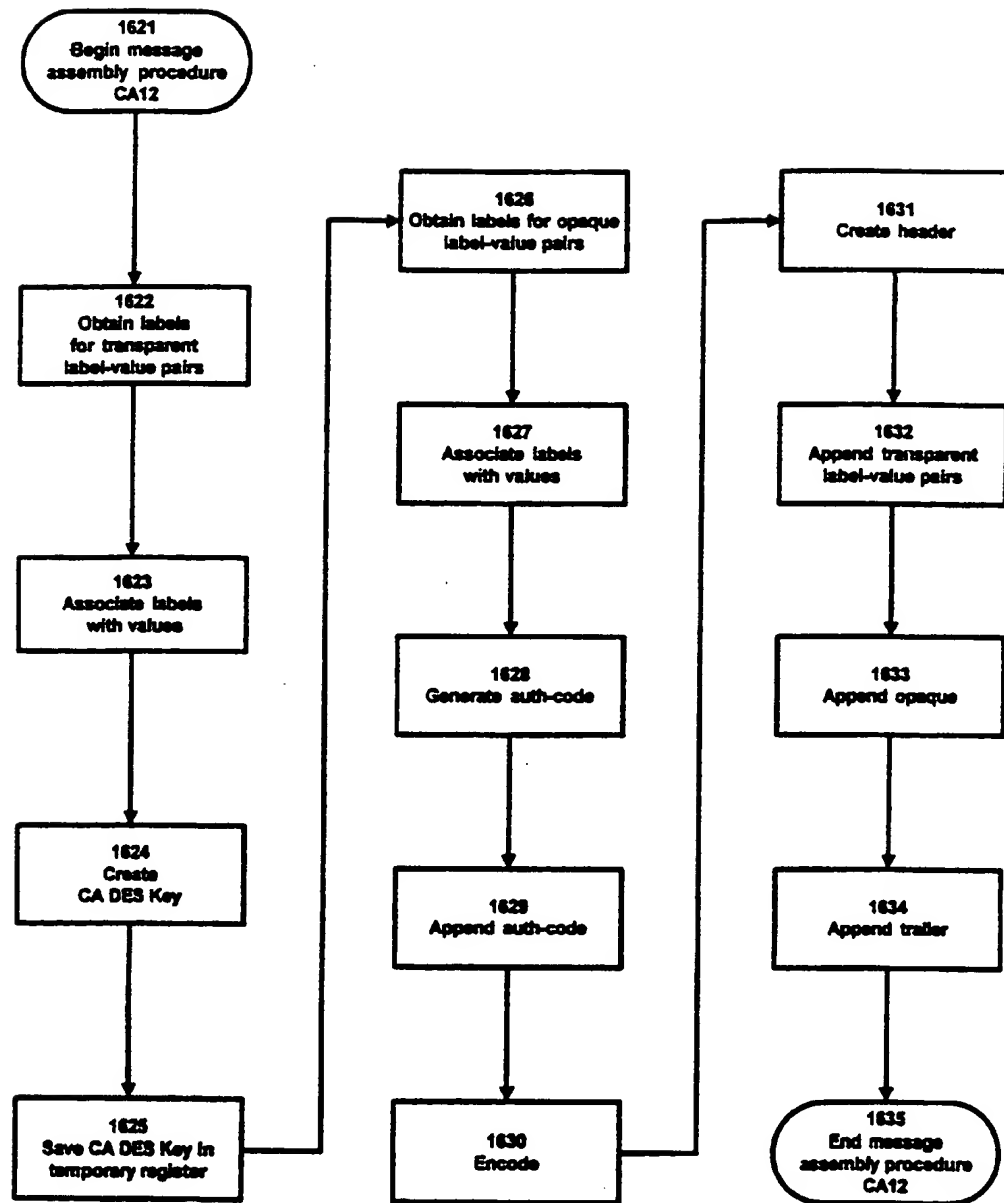 1621
Begin message
assembly procedure
CA12
1622
Obtain labels
for transparent
label-value pairs
1623
Associate labels
with values
1624
Create
CA DES Key
1625
Save CA DES Key in
temporary register
1626
Obtain labels for opaque
label-value pairs
1627
Associate labels
with values
1628
Generate auth-code
1629
Append auth-code
1630
Encode
1631
Create header
1632
Append transparent
label-value pairs
1633
Append opaque
1634
Append trailer
1635
End message
assembly procedure
CA12